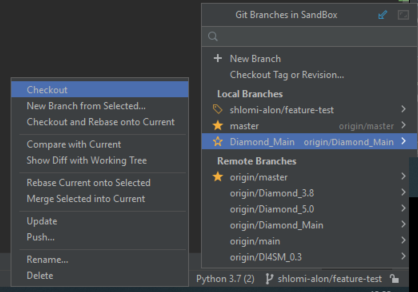 Git Branches in SandBox
New Branch
Checkout Tag or Revision...
Local Branches
shlomi-alon/feature-test
master origin/master
Diamond_Main origin/Diamond_Main
Remote Branches
origin/master
origin/Diamond_3.8
origin/Diamond_5.0
origin/Diamond_Main
origin/main
origin/DI4SM_0.3
Checkout
New Branch from Selected...
Checkout and Rebase onto Current
Compare with Current
Show Diff with Working Tree
Rebase Current onto Selected
Merge Selected into Current
Update
Push...
Rename...
Delete
Python 3.7 (2) shlomi-alon/feature-test